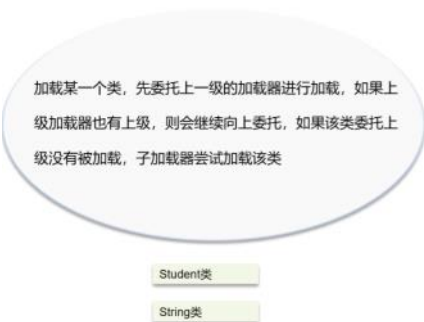 加载某一个类，先委托上一级的加载器进行加载，如果上
级加载器也有上级，则会继续向上委托，如果该类委托上
级没有被加载，子加载器尝试加载该类
Student类
String类